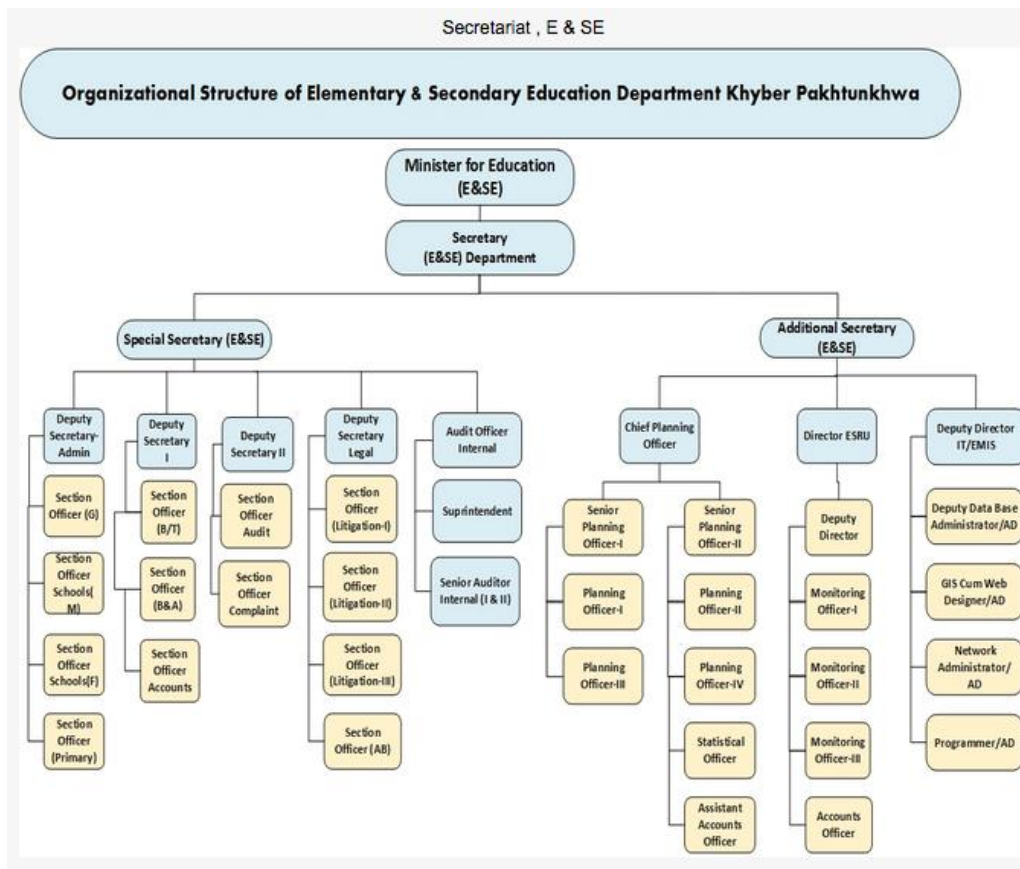 Secretariat , E & SE
Organizational Structure of Elementary & Secondary Education Department Khyber Pakhtunkhwa
Minister for Education
(E&SE)
Secretary
(E&SE) Department
Special Secretary (E&SE)
Additional Secretary
(E&SE)
Deputy
Secretary-
Admin
Section
Officer (G)
Section
Officer
Schools(
M)
Section
Officer
Schools(F)
Section
Officer
(Primary)
Deputy
Secretary
I
Section
Officer
(B/T)
Section
Officer
(B&A)
Section
Officer
Accounts
Deputy
Secretary II
Section
Officer
Audit
Section
Officer
Complaint
Deputy
Secretary
Legal
Section
Officer
(Litigation-I)
Section
Officer
(Litigation-II)
Section
Officer
(Litigation-III)
Section
Officer (AB)
Audit Officer
Internal
Suprintendent
Senior Auditor
Internal (I & II)
Chief Planning
Officer
Senior
Planning
Officer-I
Planning
Officer-I
Planning
Officer-III
Senior
Planning
Officer-II
Planning
Officer-II
Planning
Officer-IV
Statistical
Officer
Assistant
Accounts
Officer
Director ESRU
Deputy
Director
Monitoring
Officer-I
Monitoring
Officer-II
Monitoring
Officer-III
Accounts
Officer
Deputy Director
IT/EMIS
Deputy Data Base
Administrator/AD
GIS Cum Web
Designer/AD
Network
Administrator/
AD
Programmer/AD